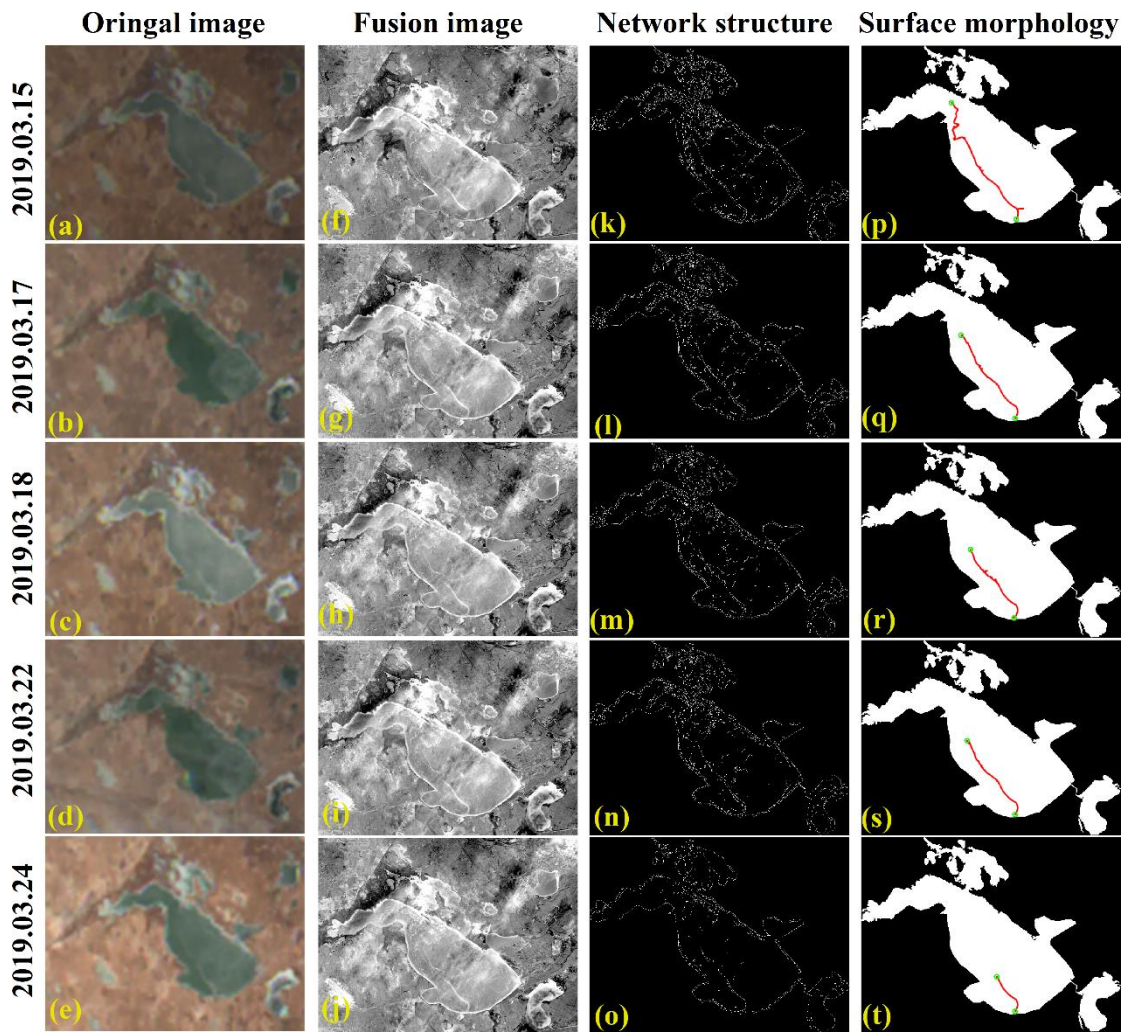 Oringal image Fusion image Network structure Surface morphology
2019.03.15
(a) (f) (k) (p)
2019.03.17
(b) (g) (l) (q)
2019.03.18
(c) (h) (m) (r)
2019.03.22
(d) (i) (n) (s)
2019.03.24
(e) (j) (o) (t)